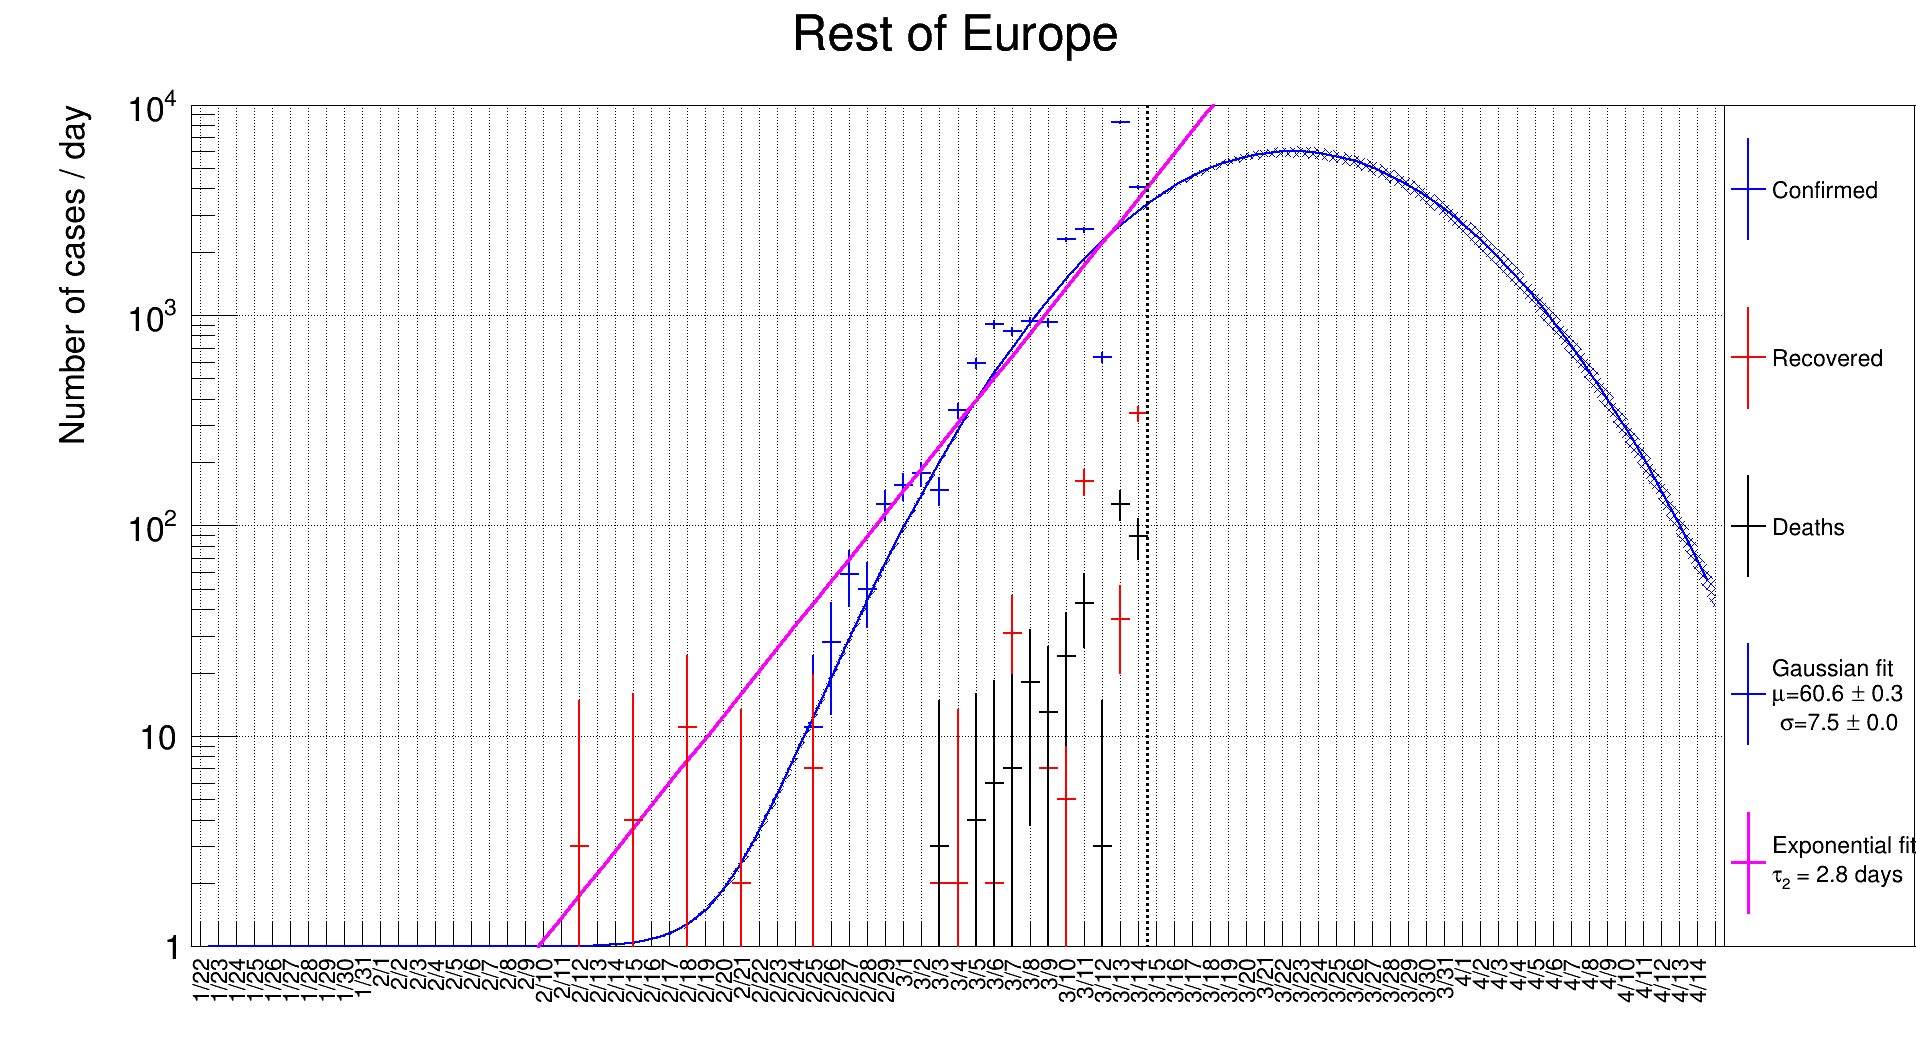 Rest of Europe
Number of cases / day
10⁴
10³
10²
10
1
1/22 1/23 1/24 1/25 1/26 1/27 1/28 1/29 1/30 1/31 2/1 2/2 2/3 2/4 2/5 2/6 2/7 2/8 2/9 2/10 2/11 2/12 2/13 2/14 2/15 2/16 2/17 2/18 2/19 2/20 2/21 2/22 2/23 2/24 2/25 2/26 2/27 2/28 2/29 3/1 3/2 3/3 3/4 3/5 3/6 3/7 3/8 3/9 3/10 3/11 3/12 3/13 3/14 3/15 3/16 3/17 3/18 3/19 3/20 3/21 3/22 3/23 3/24 3/25 3/26 3/27 3/28 3/29 3/30 3/31 4/1 4/2 4/3 4/4 4/5 4/6 4/7 4/8 4/9 4/10 4/11 4/12 4/13 4/14
Confirmed
Recovered
Deaths
Gaussian fit
μ=60.6 ± 0.3
σ=7.5 ± 0.0
Exponential fit
τ₂ = 2.8 days